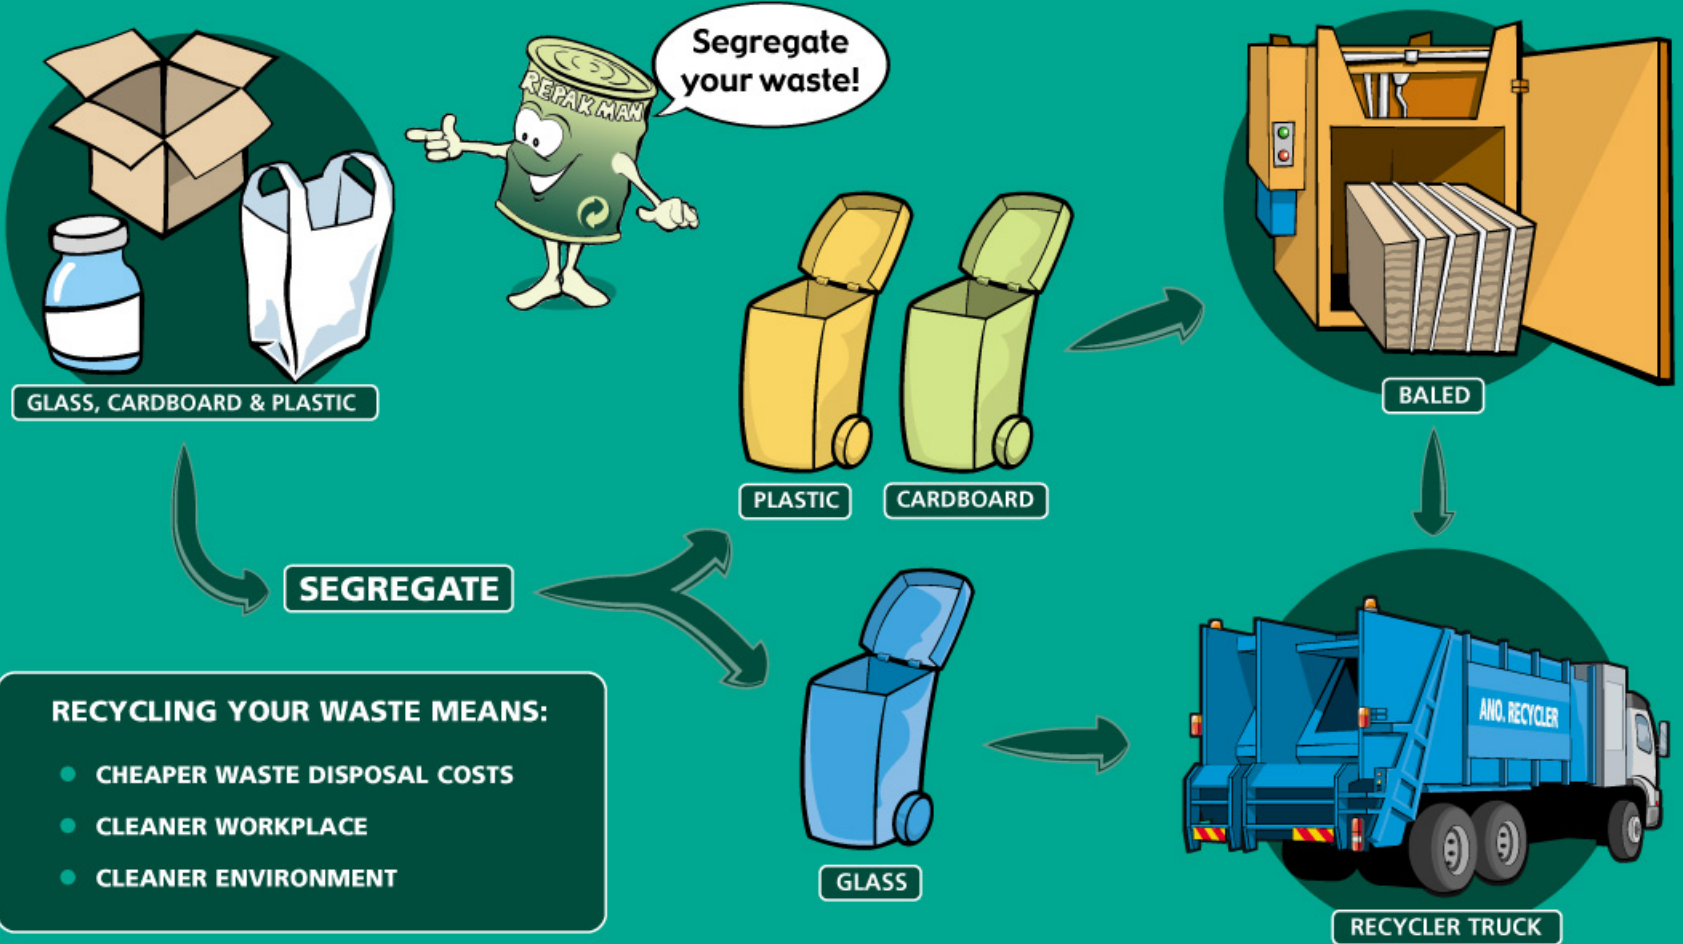 Segregate
your waste!
REPAK MAN
GLASS, CARDBOARD & PLASTIC
SEGREGATE
PLASTIC
CARDBOARD
GLASS
BALED
ANO. RECYCLER
RECYCLER TRUCK
RECYCLING YOUR WASTE MEANS:
CHEAPER WASTE DISPOSAL COSTS
CLEANER WORKPLACE
CLEANER ENVIRONMENT